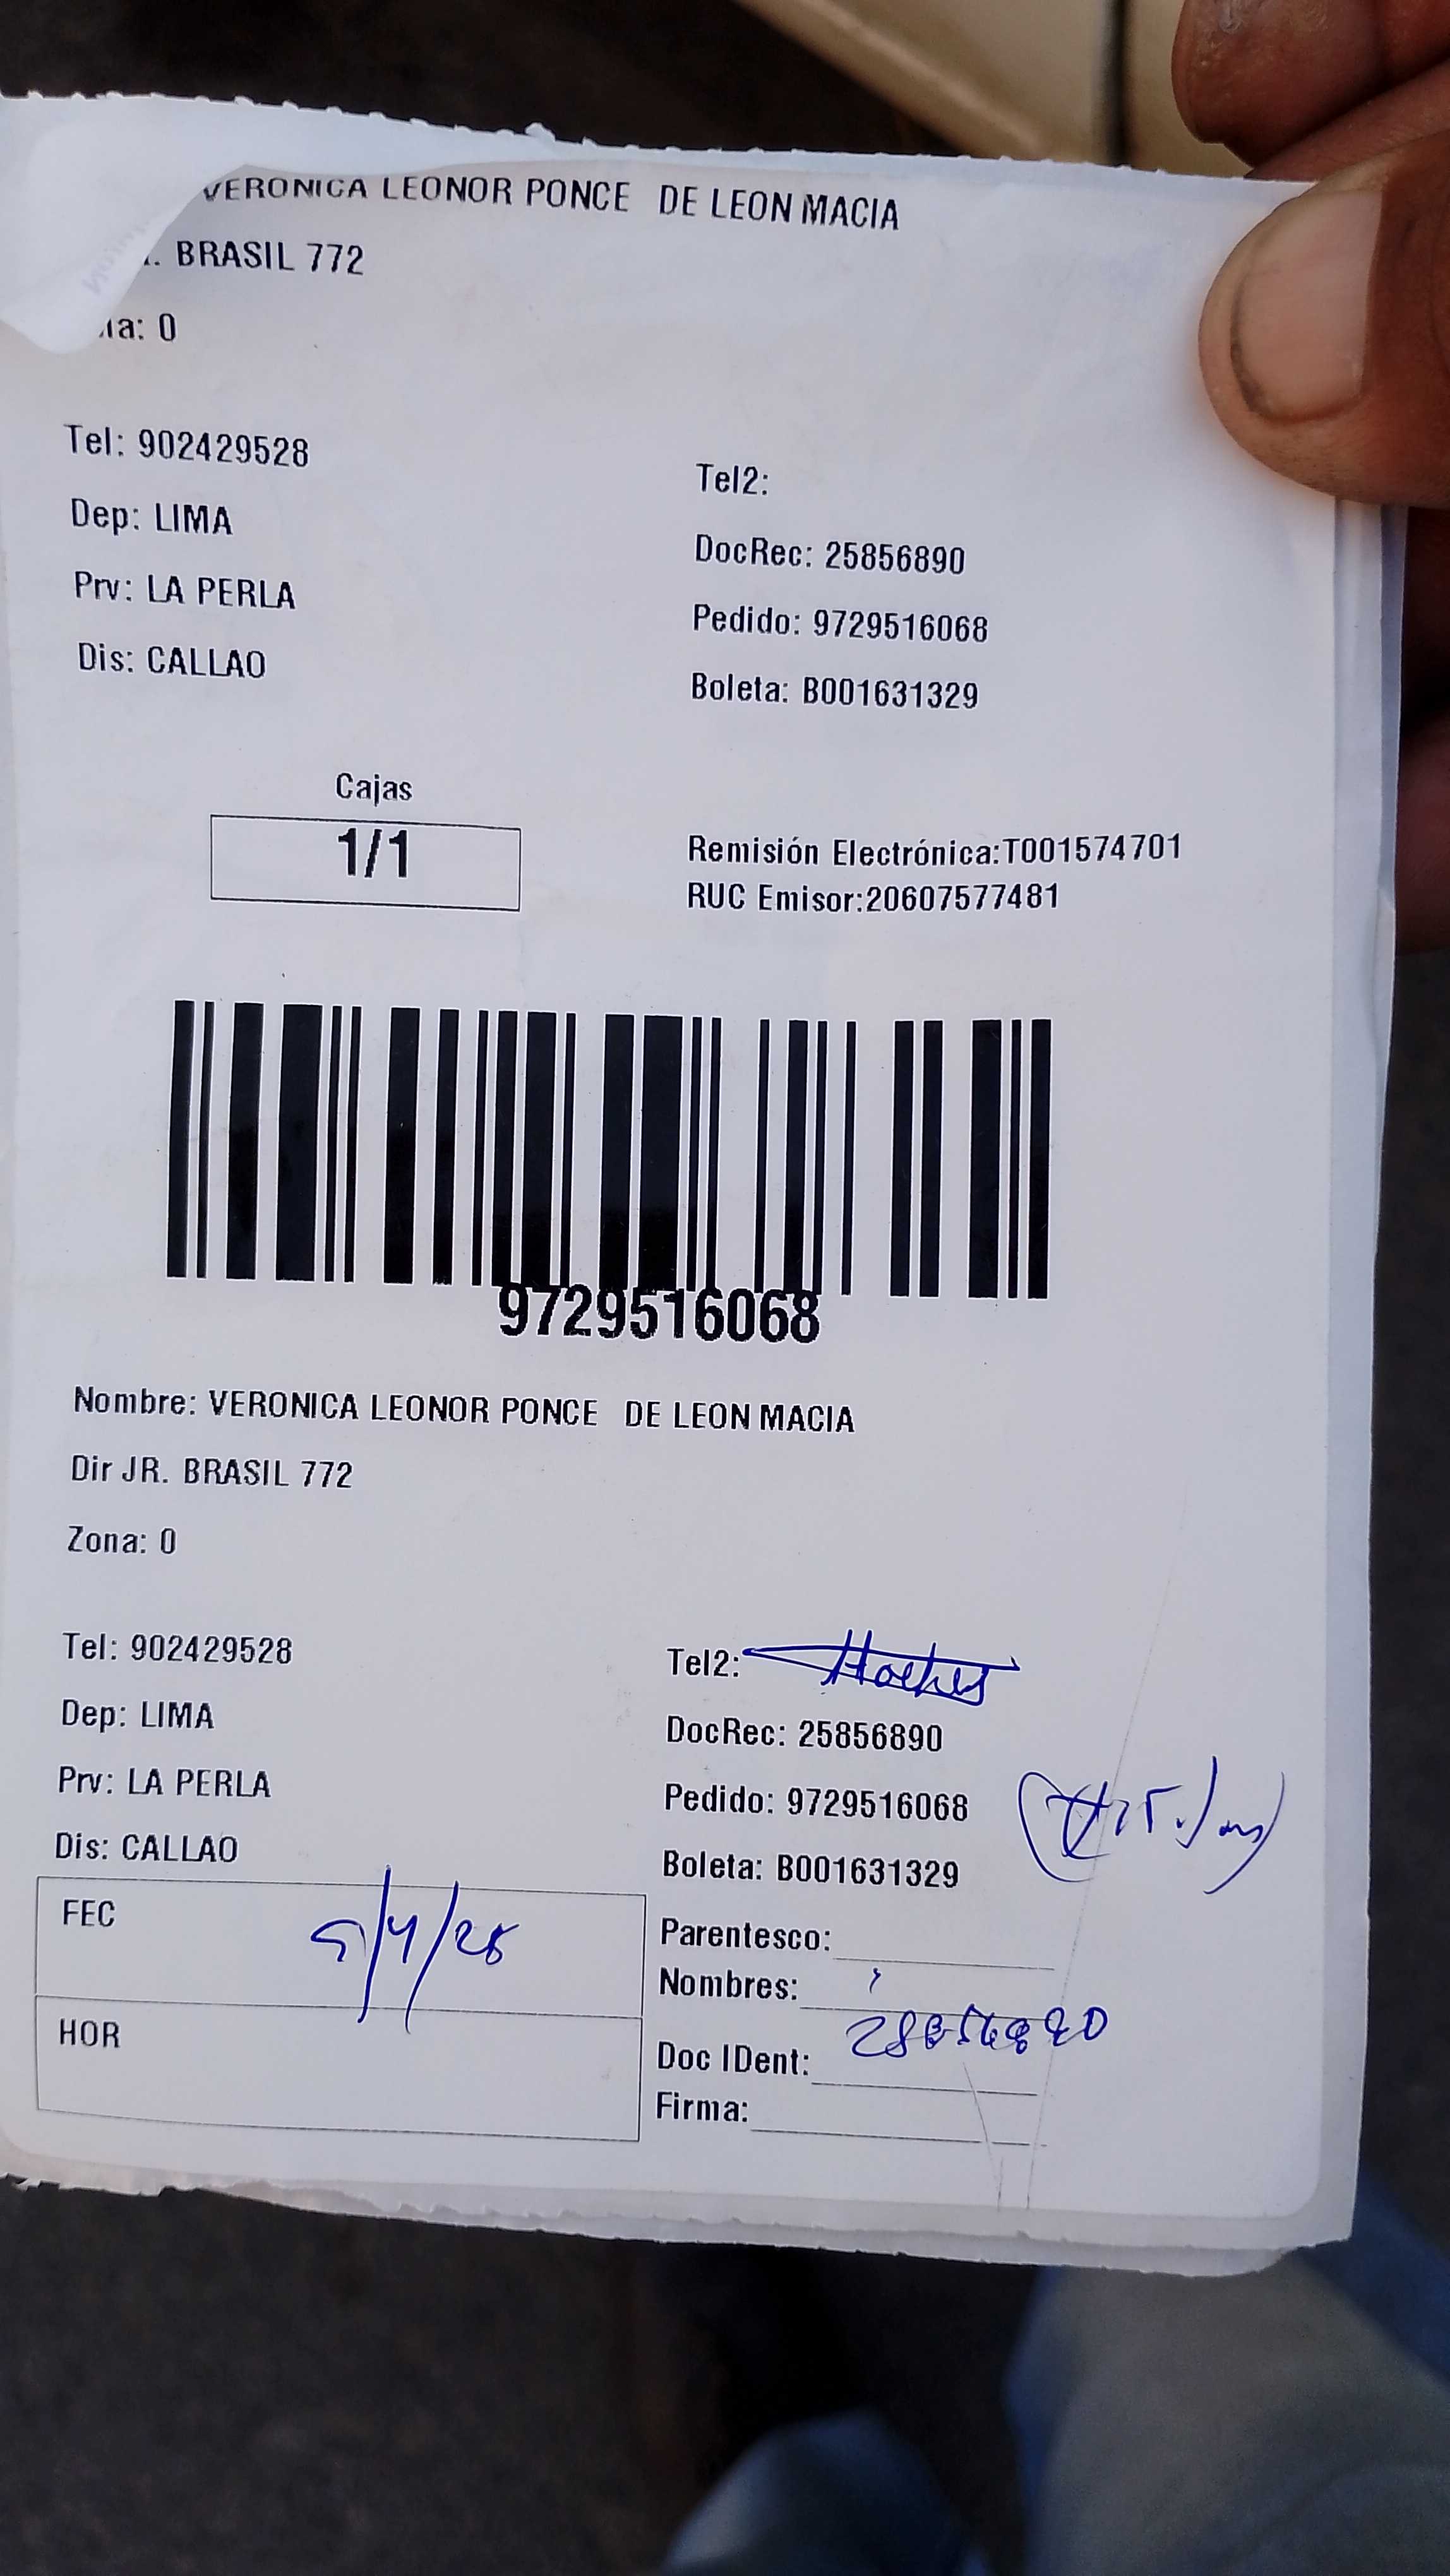 VERONICA LEONOR PONCE DE LEON MACIA
. BRASIL 772
a: 0
Tel: 902429528
Tel2:
Dep: LIMA
DocRec: 25856890
Prv: LA PERLA
Pedido: 9729516068
Dis: CALLAO
Boleta: B001631329
Cajas
1/1
Remisión Electrónica:T001574701
RUC Emisor:20607577481
9729516068
Nombre: VERONICA LEONOR PONCE DE LEON MACIA
Dir JR. BRASIL 772
Zona: 0
Tel: 902429528
Tel2:
Dep: LIMA
DocRec: 25856890
Prv: LA PERLA
Pedido: 9729516068
Dis: CALLAO
Boleta: B001631329
FEC
Parentesco:
Nombres:
HOR
Doc IDent:
Firma: